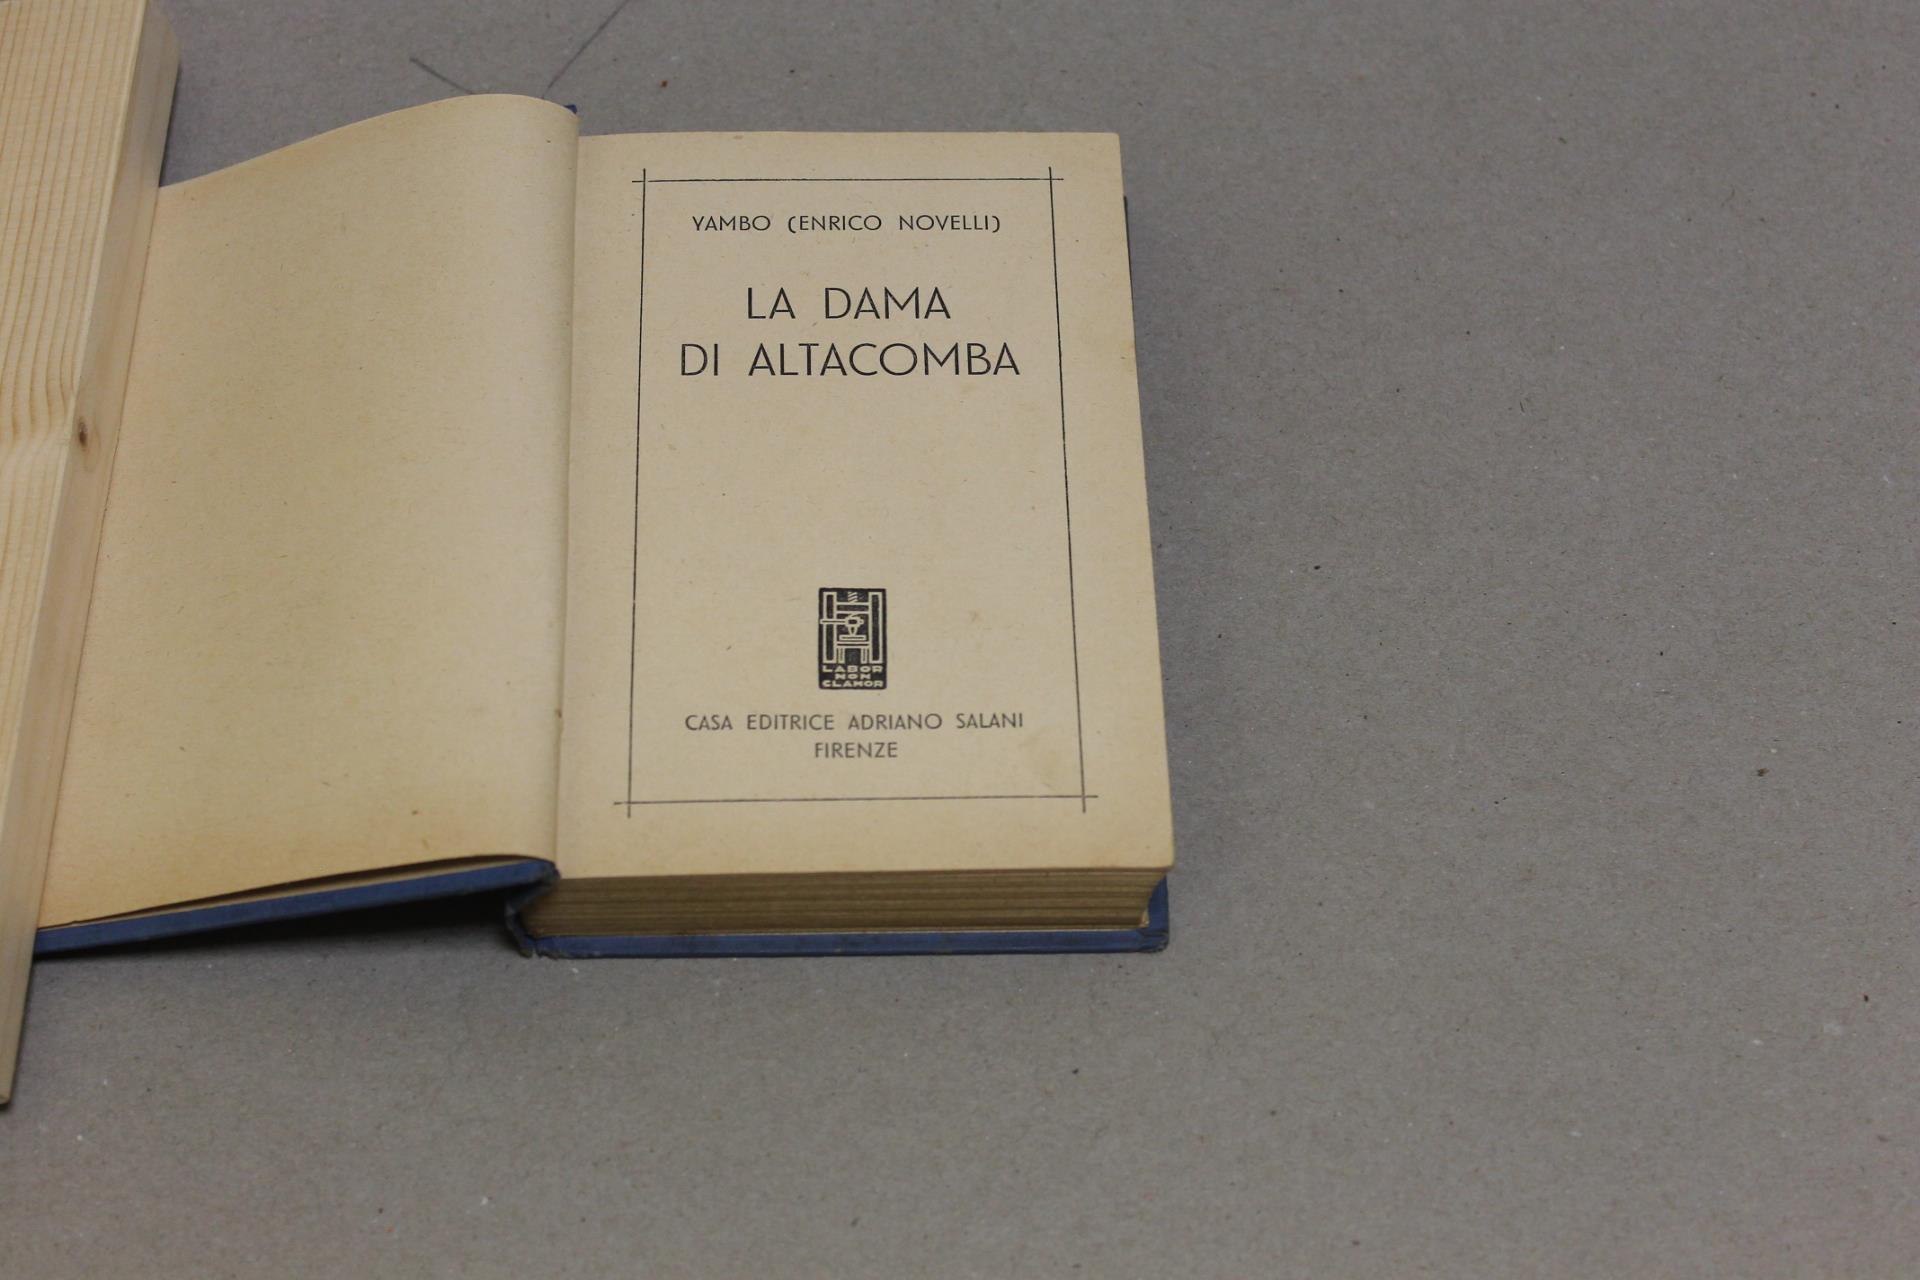 YAMBO (ENRICO NOVELLI)
LA DAMA
DI ALTACOMBA
LABOR
NON
CLAMOR
CASA EDITRICE ADRIANO SALANI
FIRENZE